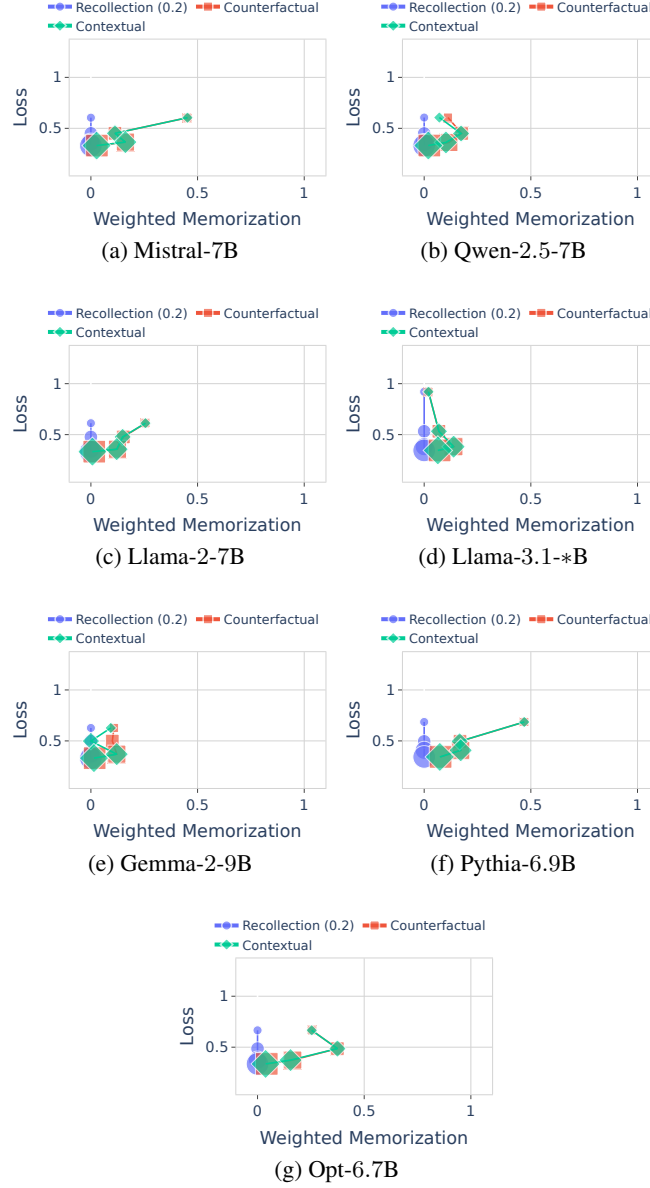 Recollection (0.2) Counterfactual
Contextual
Loss
1
0.5
0 0.5 1
Weighted Memorization
(a) Mistral-7B
Recollection (0.2) Counterfactual
Contextual
Loss
1
0.5
0 0.5 1
Weighted Memorization
(b) Qwen-2.5-7B
Recollection (0.2) Counterfactual
Contextual
Loss
1
0.5
0 0.5 1
Weighted Memorization
(c) Llama-2-7B
Recollection (0.2) Counterfactual
Contextual
Loss
1
0.5
0 0.5 1
Weighted Memorization
(d) Llama-3.1-∗B
Recollection (0.2) Counterfactual
Contextual
Loss
1
0.5
0 0.5 1
Weighted Memorization
(e) Gemma-2-9B
Recollection (0.2) Counterfactual
Contextual
Loss
1
0.5
0 0.5 1
Weighted Memorization
(f) Pythia-6.9B
Recollection (0.2) Counterfactual
Contextual
Loss
1
0.5
0 0.5 1
Weighted Memorization
(g) Opt-6.7B